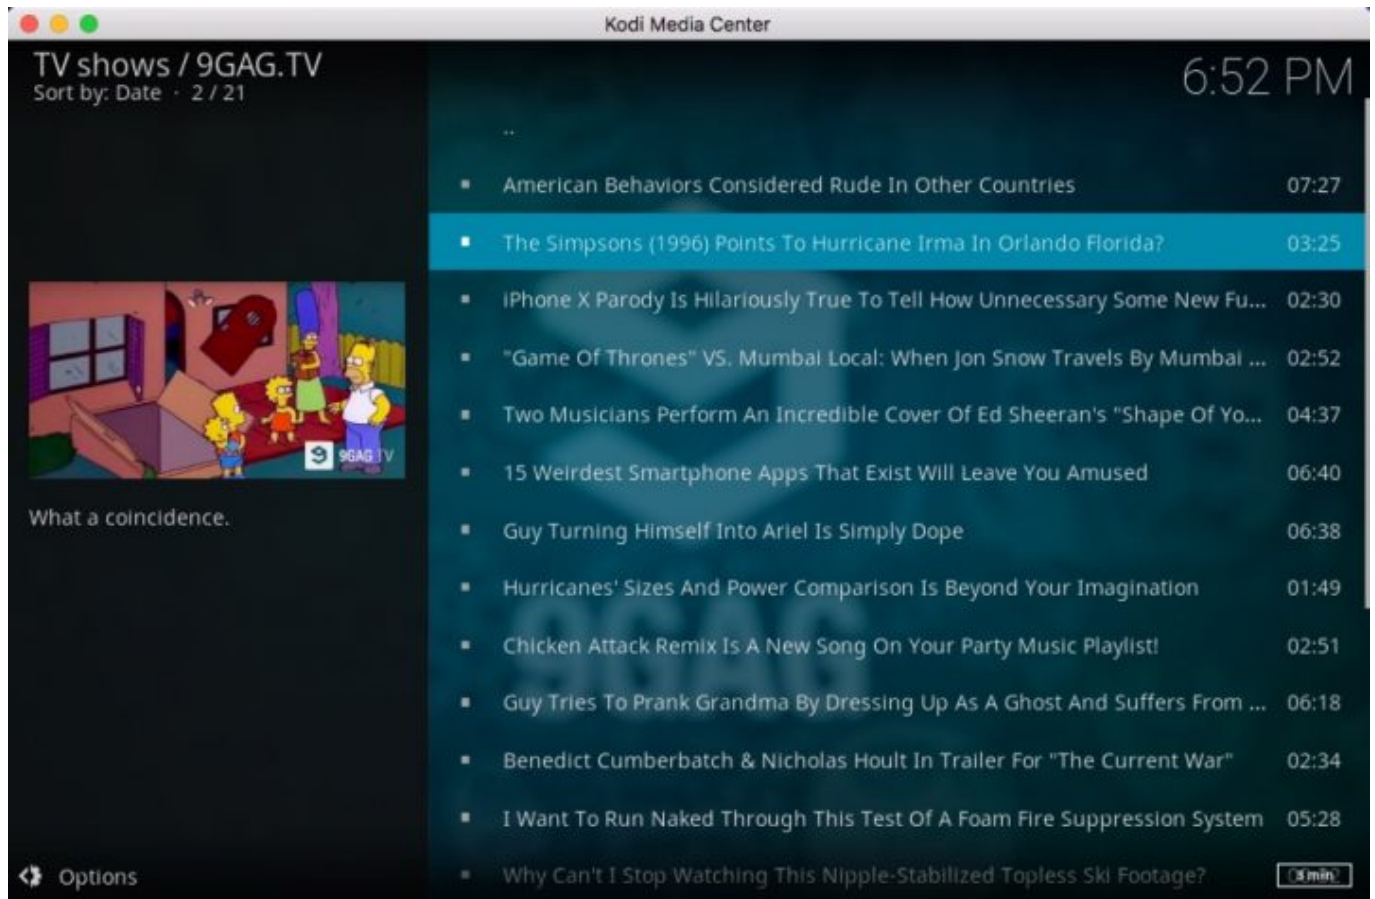 Kodi Media Center
TV shows / 9GAG.TV
Sort by: Date · 2 / 21
6:52 PM
..
American Behaviors Considered Rude In Other Countries 07:27
The Simpsons (1996) Points To Hurricane Irma In Orlando Florida? 03:25
iPhone X Parody Is Hilariously True To Tell How Unnecessary Some New Fu... 02:30
"Game Of Thrones" VS. Mumbai Local: When Jon Snow Travels By Mumbai ... 02:52
Two Musicians Perform An Incredible Cover Of Ed Sheeran's "Shape Of Yo... 04:37
15 Weirdest Smartphone Apps That Exist Will Leave You Amused 06:40
Guy Turning Himself Into Ariel Is Simply Dope 06:38
Hurricanes' Sizes And Power Comparison Is Beyond Your Imagination 01:49
Chicken Attack Remix Is A New Song On Your Party Music Playlist! 02:51
Guy Tries To Prank Grandma By Dressing Up As A Ghost And Suffers From ... 06:18
Benedict Cumberbatch & Nicholas Hoult In Trailer For "The Current War" 02:34
I Want To Run Naked Through This Test Of A Foam Fire Suppression System 05:28
Why Can't I Stop Watching This Nipple-Stabilized Topless Ski Footage? 3 min
9GAG TV
What a coincidence.
9GAG
Options